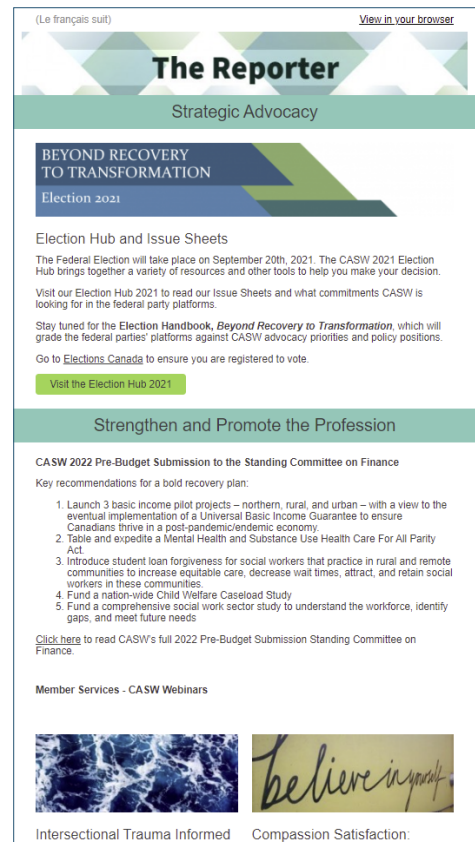 (Le français suit)
View in your browser
The Reporter
Strategic Advocacy
BEYOND RECOVERY
TO TRANSFORMATION
Election 2021
Election Hub and Issue Sheets
The Federal Election will take place on September 20th, 2021. The CASW 2021 Election
Hub brings together a variety of resources and other tools to help you make your decision.
Visit our Election Hub 2021 to read our Issue Sheets and what commitments CASW is
looking for in the federal party platforms.
Stay tuned for the Election Handbook, Beyond Recovery to Transformation, which will
grade the federal parties' platforms against CASW advocacy priorities and policy positions.
Go to Elections Canada to ensure you are registered to vote.
Visit the Election Hub 2021
Strengthen and Promote the Profession
CASW 2022 Pre-Budget Submission to the Standing Committee on Finance
Key recommendations for a bold recovery plan:
1. Launch 3 basic income pilot projects – northern, rural, and urban – with a view to the
eventual implementation of a Universal Basic Income Guarantee to ensure
Canadians thrive in a post-pandemic/endemic economy.
2. Table and expedite a Mental Health and Substance Use Health Care For All Parity
Act.
3. Introduce student loan forgiveness for social workers that practice in rural and remote
communities to increase equitable care, decrease wait times, attract, and retain social
workers in these communities.
4. Fund a nation-wide Child Welfare Caseload Study
5. Fund a comprehensive social work sector study to understand the workforce, identify
gaps, and meet future needs
Click here to read CASW's full 2022 Pre-Budget Submission Standing Committee on
Finance.
Member Services - CASW Webinars
believe in yourself
Intersectional Trauma Informed
Compassion Satisfaction: